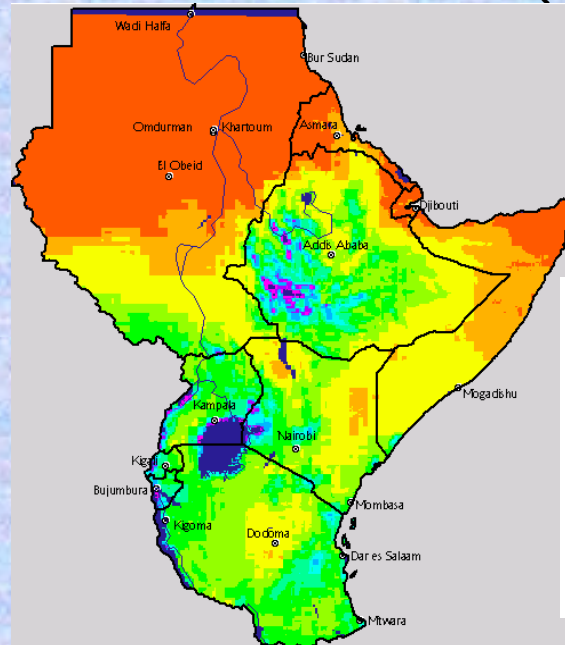 Wadi Halfa
Bur Sudan
Omdurman
Khartoum
Asmara
El Obeid
Djibouti
Addis Ababa
Mogadishu
Kampala
Nairobi
Kigali
Bujumbura
Mombasa
Kigoma
Dodoma
Dar es Salaam
Mtwara